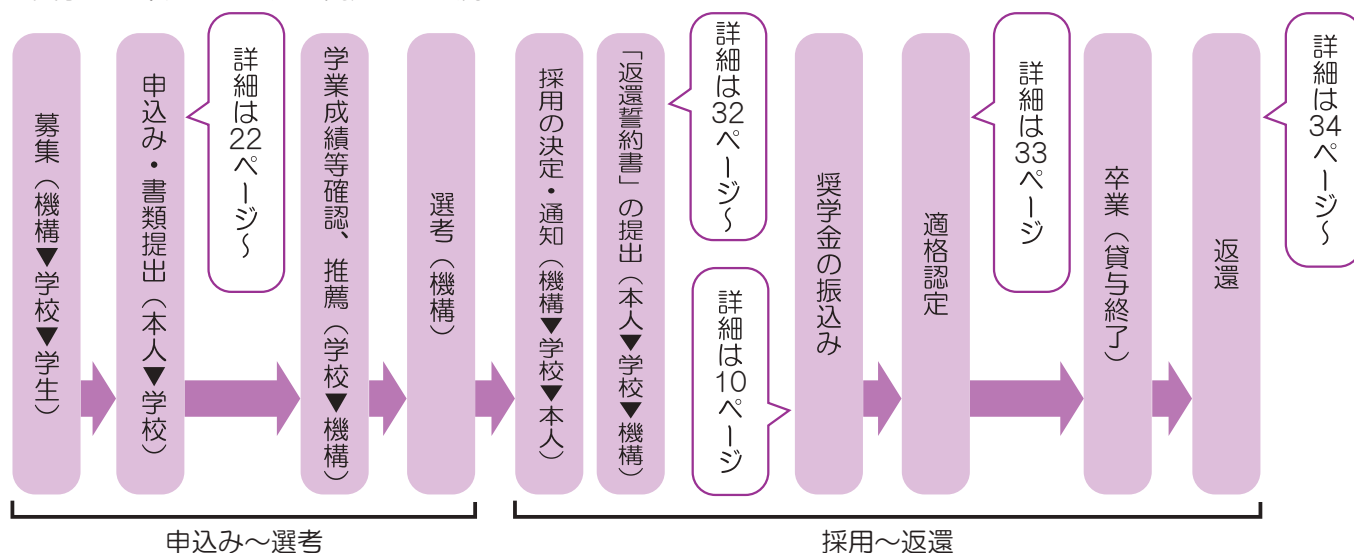 募集（機構▼学校▼学生）
申込み・書類提出（本人▼学校）
詳細は22ページ～
学業成績等確認、推薦（学校▼機構）
選考（機構）
採用の決定・通知（機構▼学校▼本人）
「返還誓約書」の提出（本人▼学校▼機構）
詳細は32ページ～
詳細は10ページ
奨学金の振込み
適格認定
詳細は33ページ
卒業（貸与終了）
返還
詳細は34ページ～
申込み～選考
採用～返還